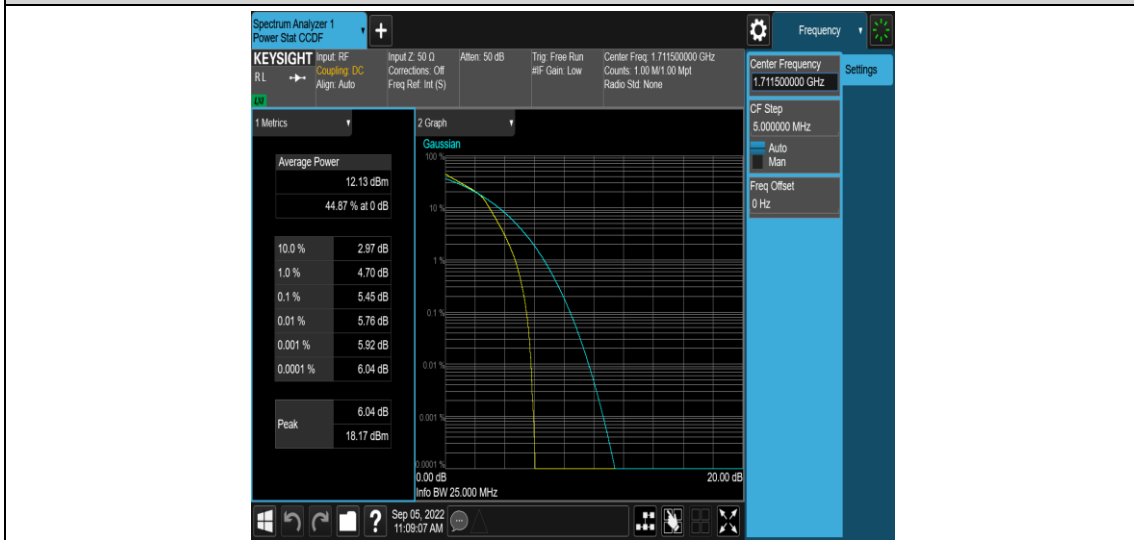 Spectrum Analyzer 1
Power Stat CCDF
+
Frequency
KEYSIGHT
RL
LXI
Input: RF
Coupling: DC
Align: Auto
Input Z: 50 Ω
Corrections: Off
Freq Ref: Int (S)
Atten: 50 dB
Trig: Free Run
#IF Gain: Low
Center Freq: 1.711500000 GHz
Counts: 1.00 M/1.00 Mpt
Radio Std: None
Center Frequency
1.711500000 GHz
Settings
CF Step
5.000000 MHz
Auto
Man
Freq Offset
0 Hz
1 Metrics
Average Power
12.13 dBm
44.87 % at 0 dB
10.0 % 2.97 dB
1.0 % 4.70 dB
0.1 % 5.45 dB
0.01 % 5.76 dB
0.001 % 5.92 dB
0.0001 % 6.04 dB
Peak 6.04 dB
18.17 dBm
2 Graph
Gaussian
100 %
10 %
1 %
0.1 %
0.01 %
0.001 %
0.0001 %
0.00 dB 20.00 dB
Info BW 25.000 MHz
?
Sep 05, 2022
11:09:07 AM